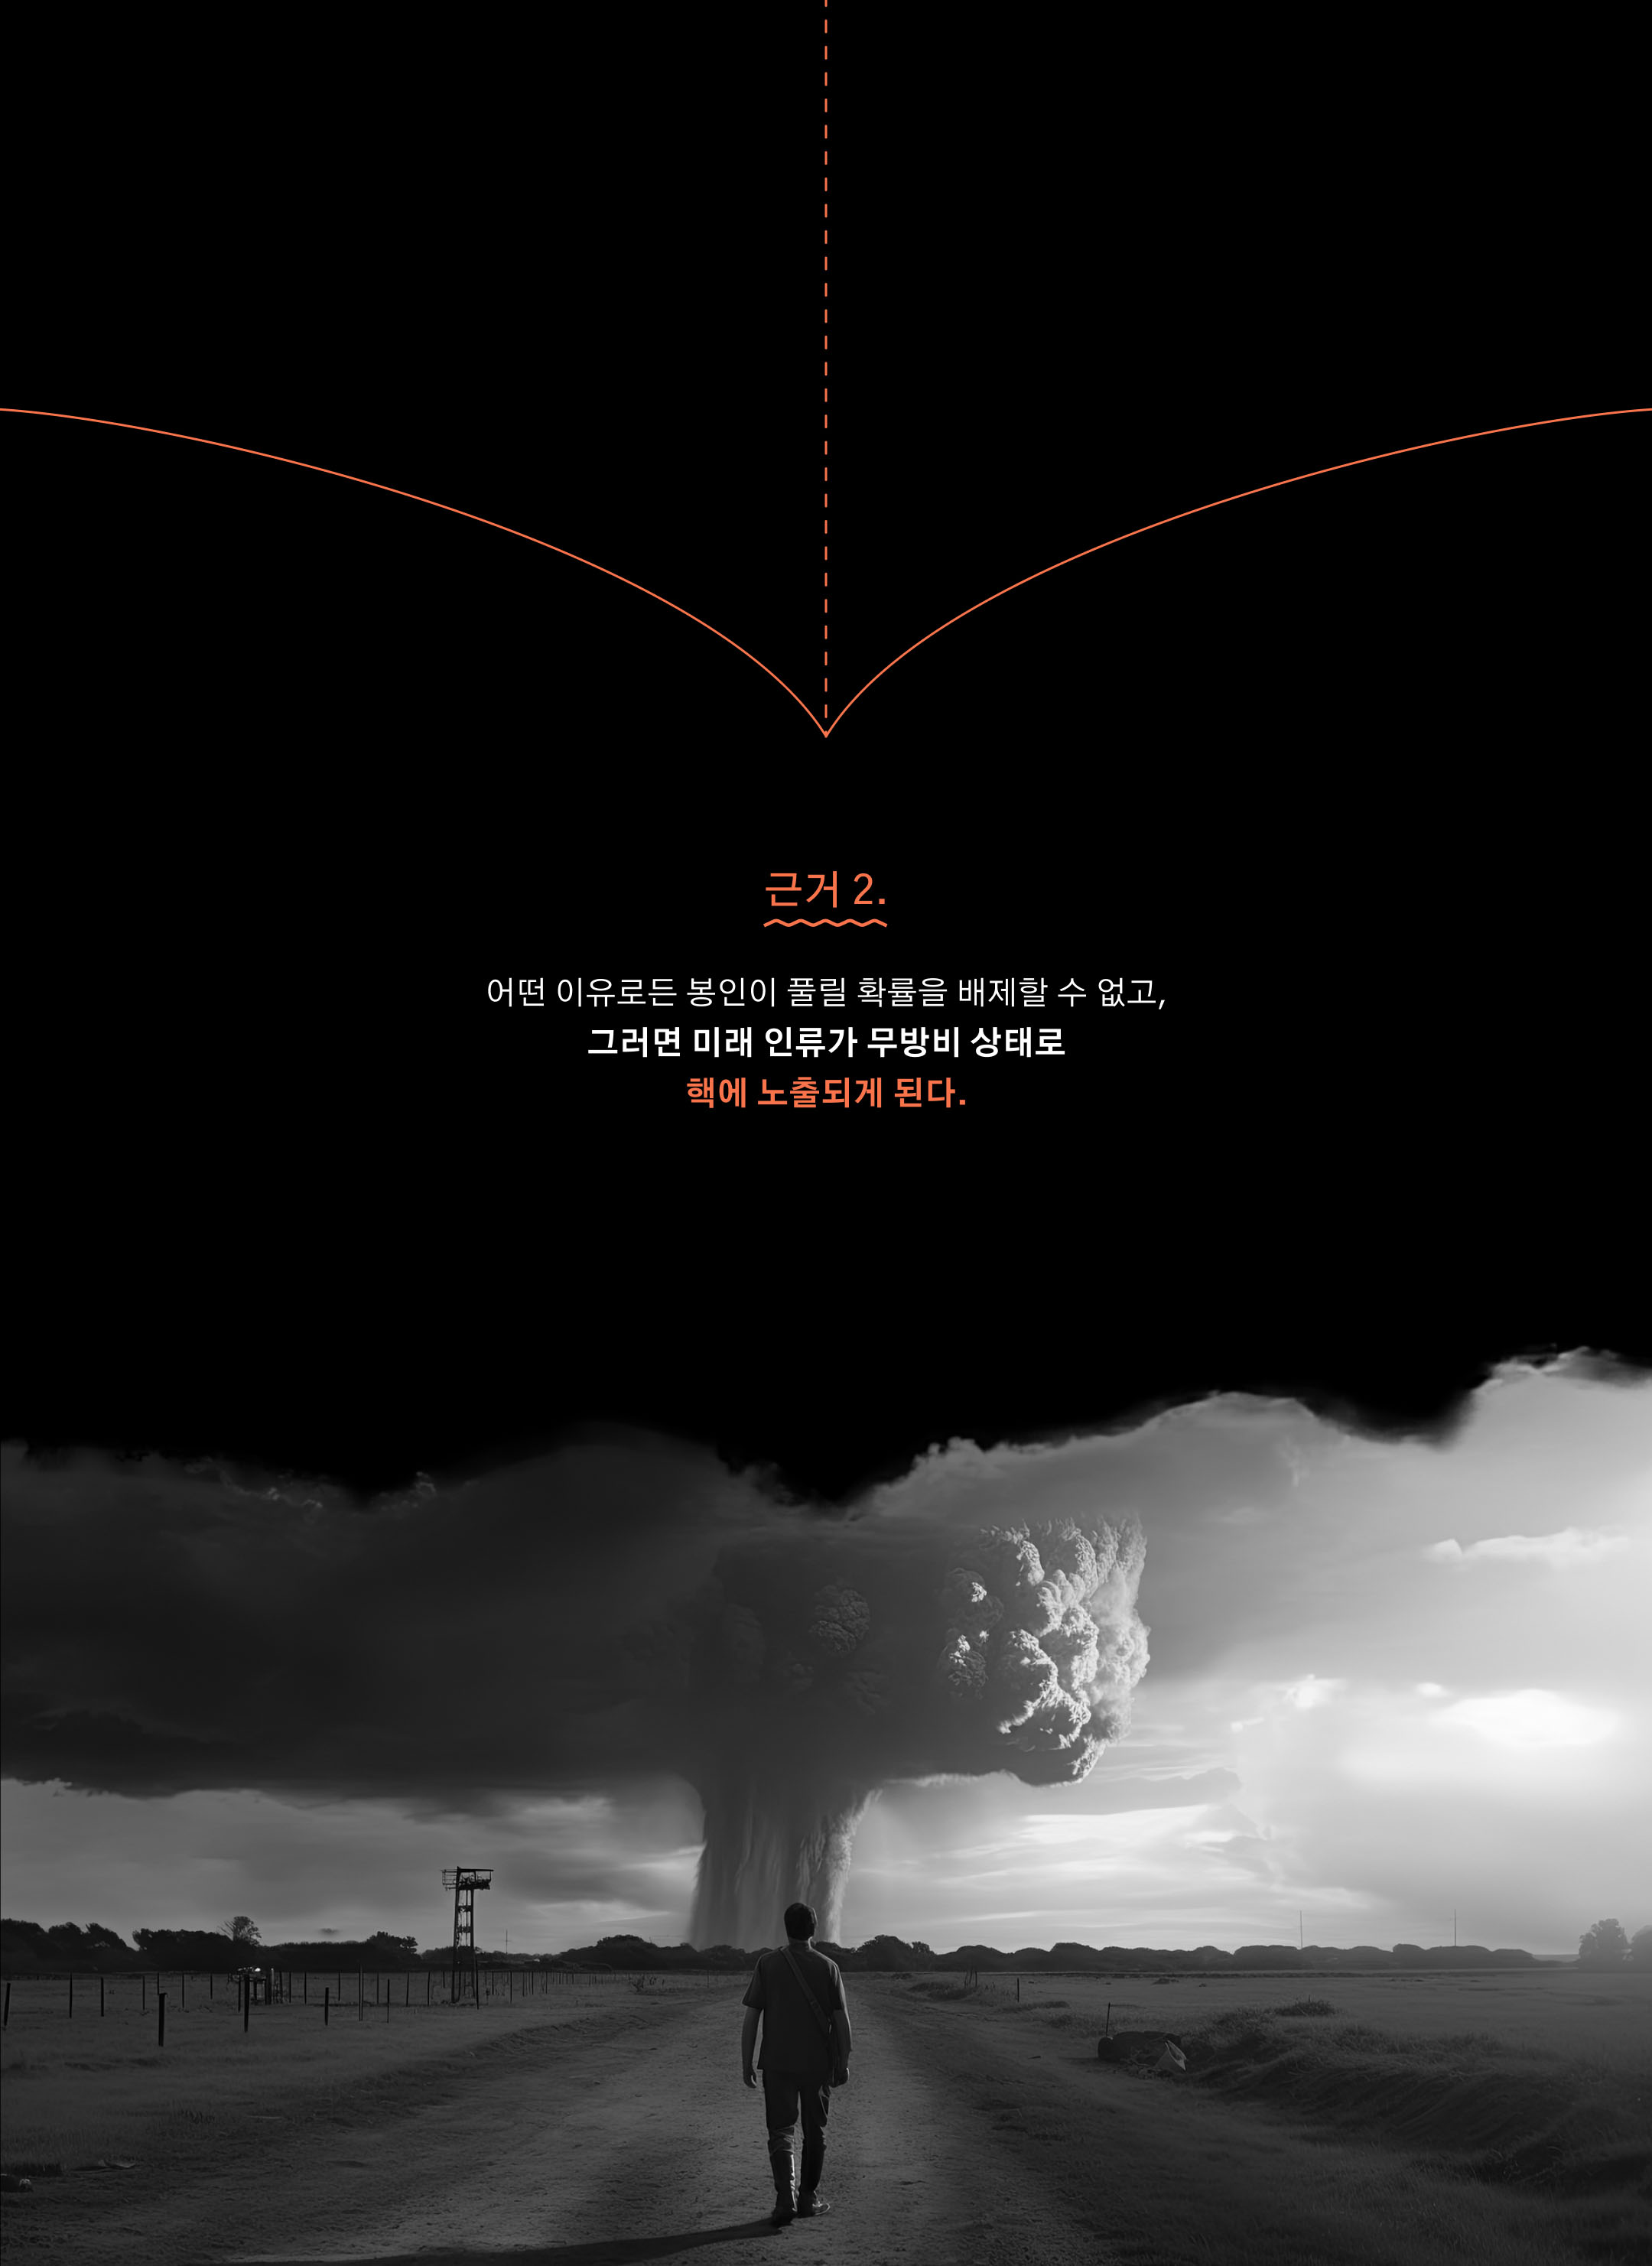 근거 2.
어떤 이유로든 봉인이 풀릴 확률을 배제할 수 없고,
그러면 미래 인류가 무방비 상태로
핵에 노출되게 된다.